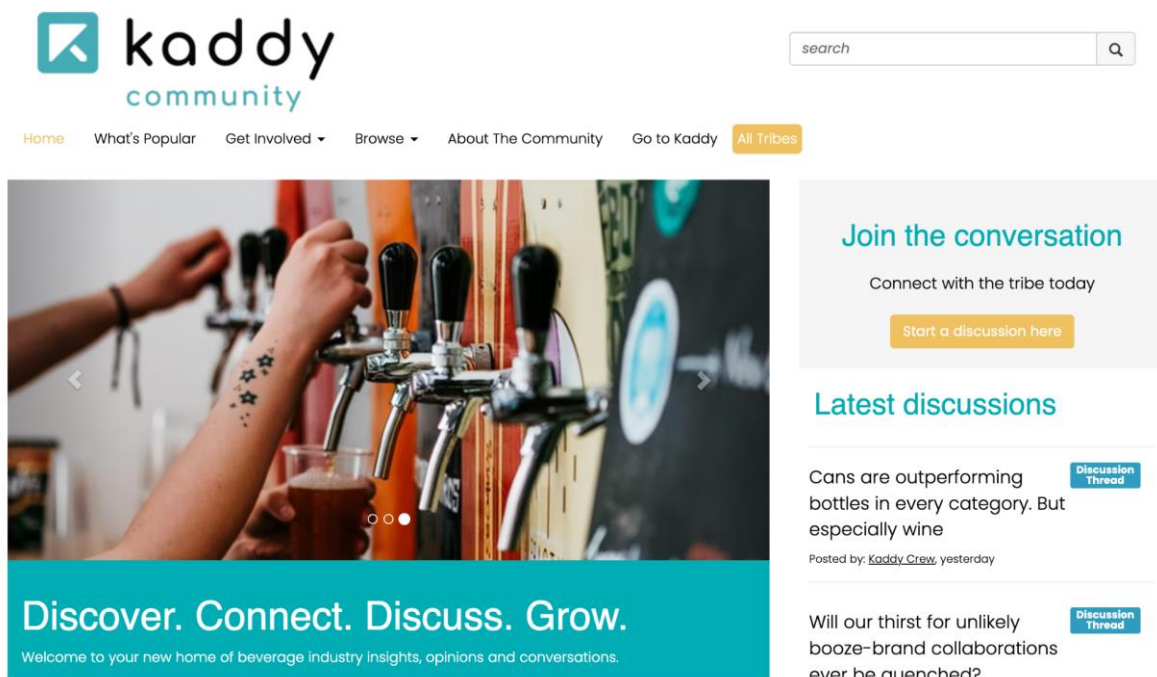 kaddy
community
search
Home What's Popular Get Involved Browse About The Community Go to Kaddy All Tribes
Discover. Connect. Discuss. Grow.
Welcome to your new home of beverage industry insights, opinions and conversations.
Join the conversation
Connect with the tribe today
Start a discussion here
Latest discussions
Cans are outperforming
bottles in every category. But
especially wine
Discussion
Thread
Posted by: Kaddy Crew, yesterday
Will our thirst for unlikely
booze-brand collaborations
ever be quenched?
Discussion
Thread